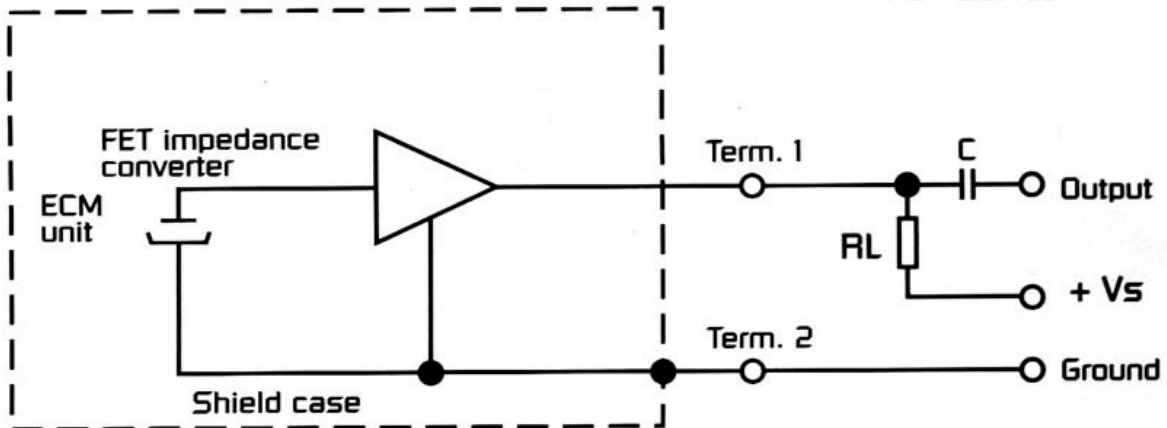 FET impedance
converter
ECM
unit
Shield case
Term. 1
C
Output
RL
+ Vs
Term. 2
Ground